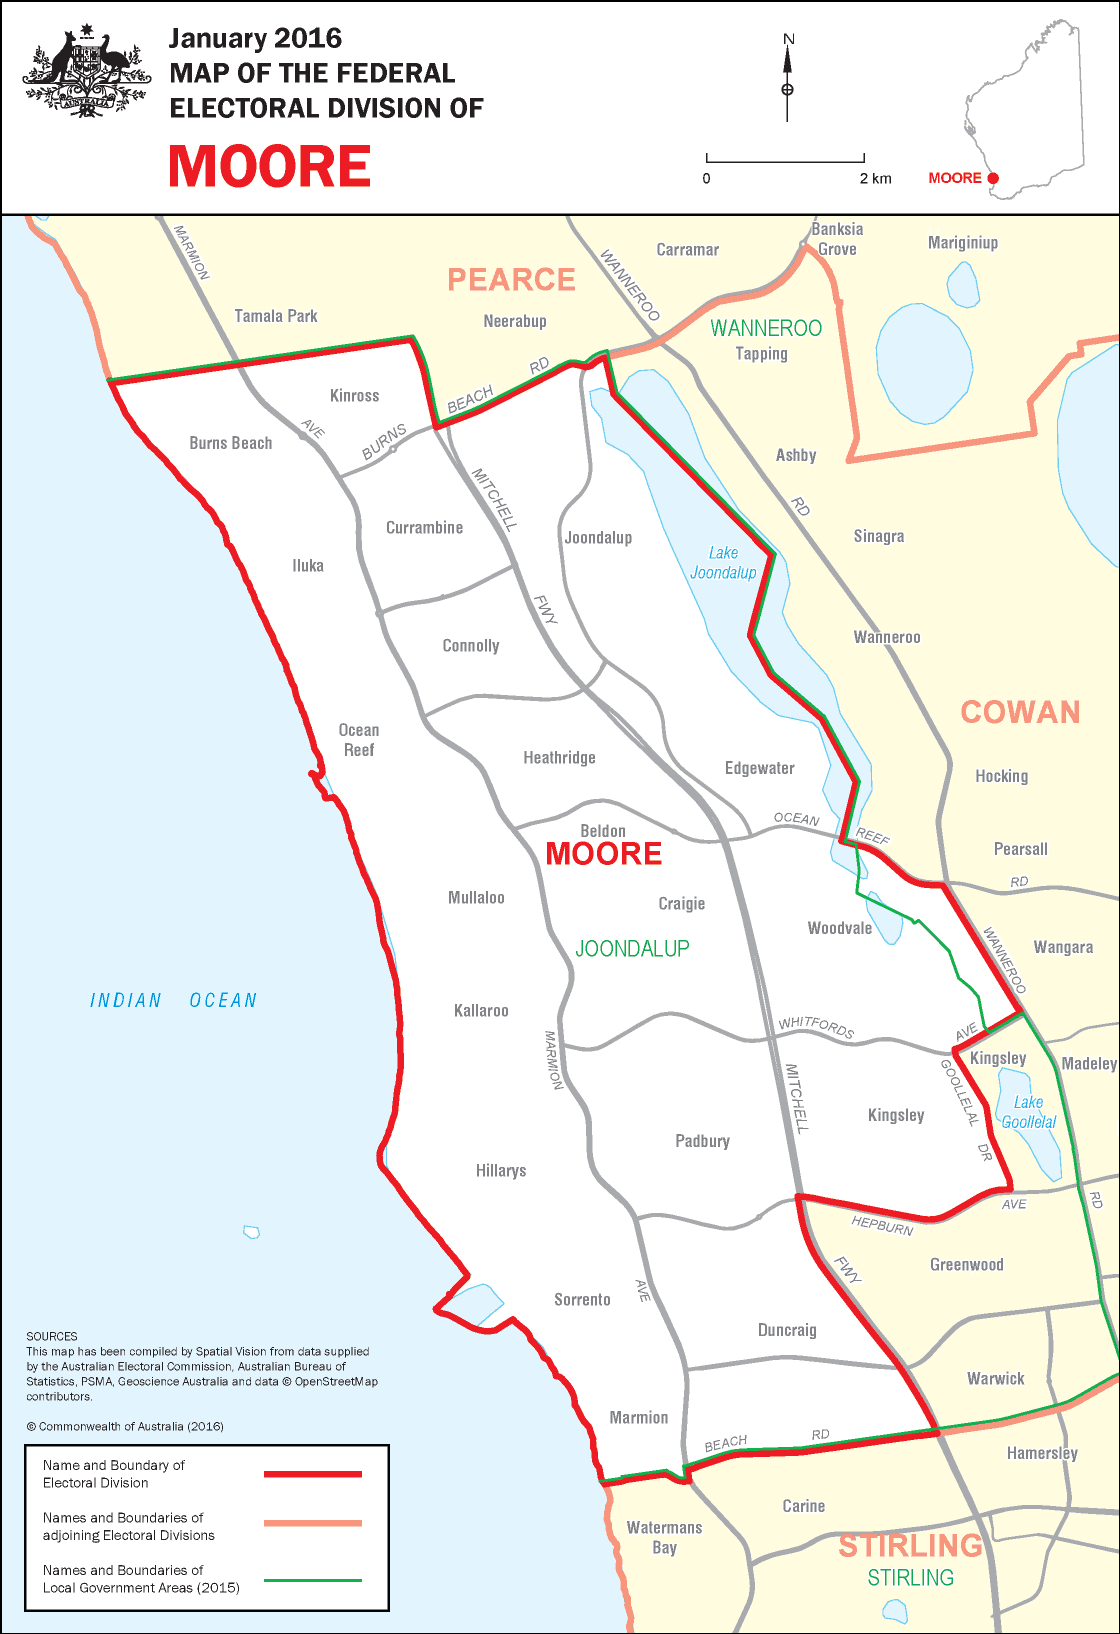 January 2016
MAP OF THE FEDERAL
ELECTORAL DIVISION OF
MOORE
AUSTRALIA
N
0
2 km
MOORE
MARMION
Tamala Park
PEARCE
Neerabup
Carramar
WANNEROO
Banksia
Grove
Mariginiup
WANNEROO
Tapping
Kinross
BEACH
RD
Burns Beach
AVE
BURNS
MITCHELL
Ashby
RD
Currambine
Joondalup
Sinagra
Iluka
Lake
Joondalup
FWY
Connolly
Wanneroo
COWAN
Ocean
Reef
Heathridge
Edgewater
Hocking
OCEAN
REEF
Beldon
MOORE
Pearsall
RD
Mullaloo
Craigie
Woodvale
JOONDALUP
WANNEROO
Wangara
INDIAN OCEAN
Kallaroo
WHITFORDS
AVE
MARMION
MITCHELL
Kingsley
Madeley
GOOLLELAL
DR
Lake
Goollelal
Kingsley
Padbury
Hillarys
AVE
RD
HEPBURN
Greenwood
FWY
AVE
Sorrento
Duncraig
Warwick
Marmion
BEACH
RD
Hamersley
Carine
Watermans
Bay
STIRLING
STIRLING
SOURCES
This map has been compiled by Spatial Vision from data supplied
by the Australian Electoral Commission, Australian Bureau of
Statistics, PSMA, Geoscience Australia and data © OpenStreetMap
contributors.
© Commonwealth of Australia (2016)
Name and Boundary of
Electoral Division
Names and Boundaries of
adjoining Electoral Divisions
Names and Boundaries of
Local Government Areas (2015)